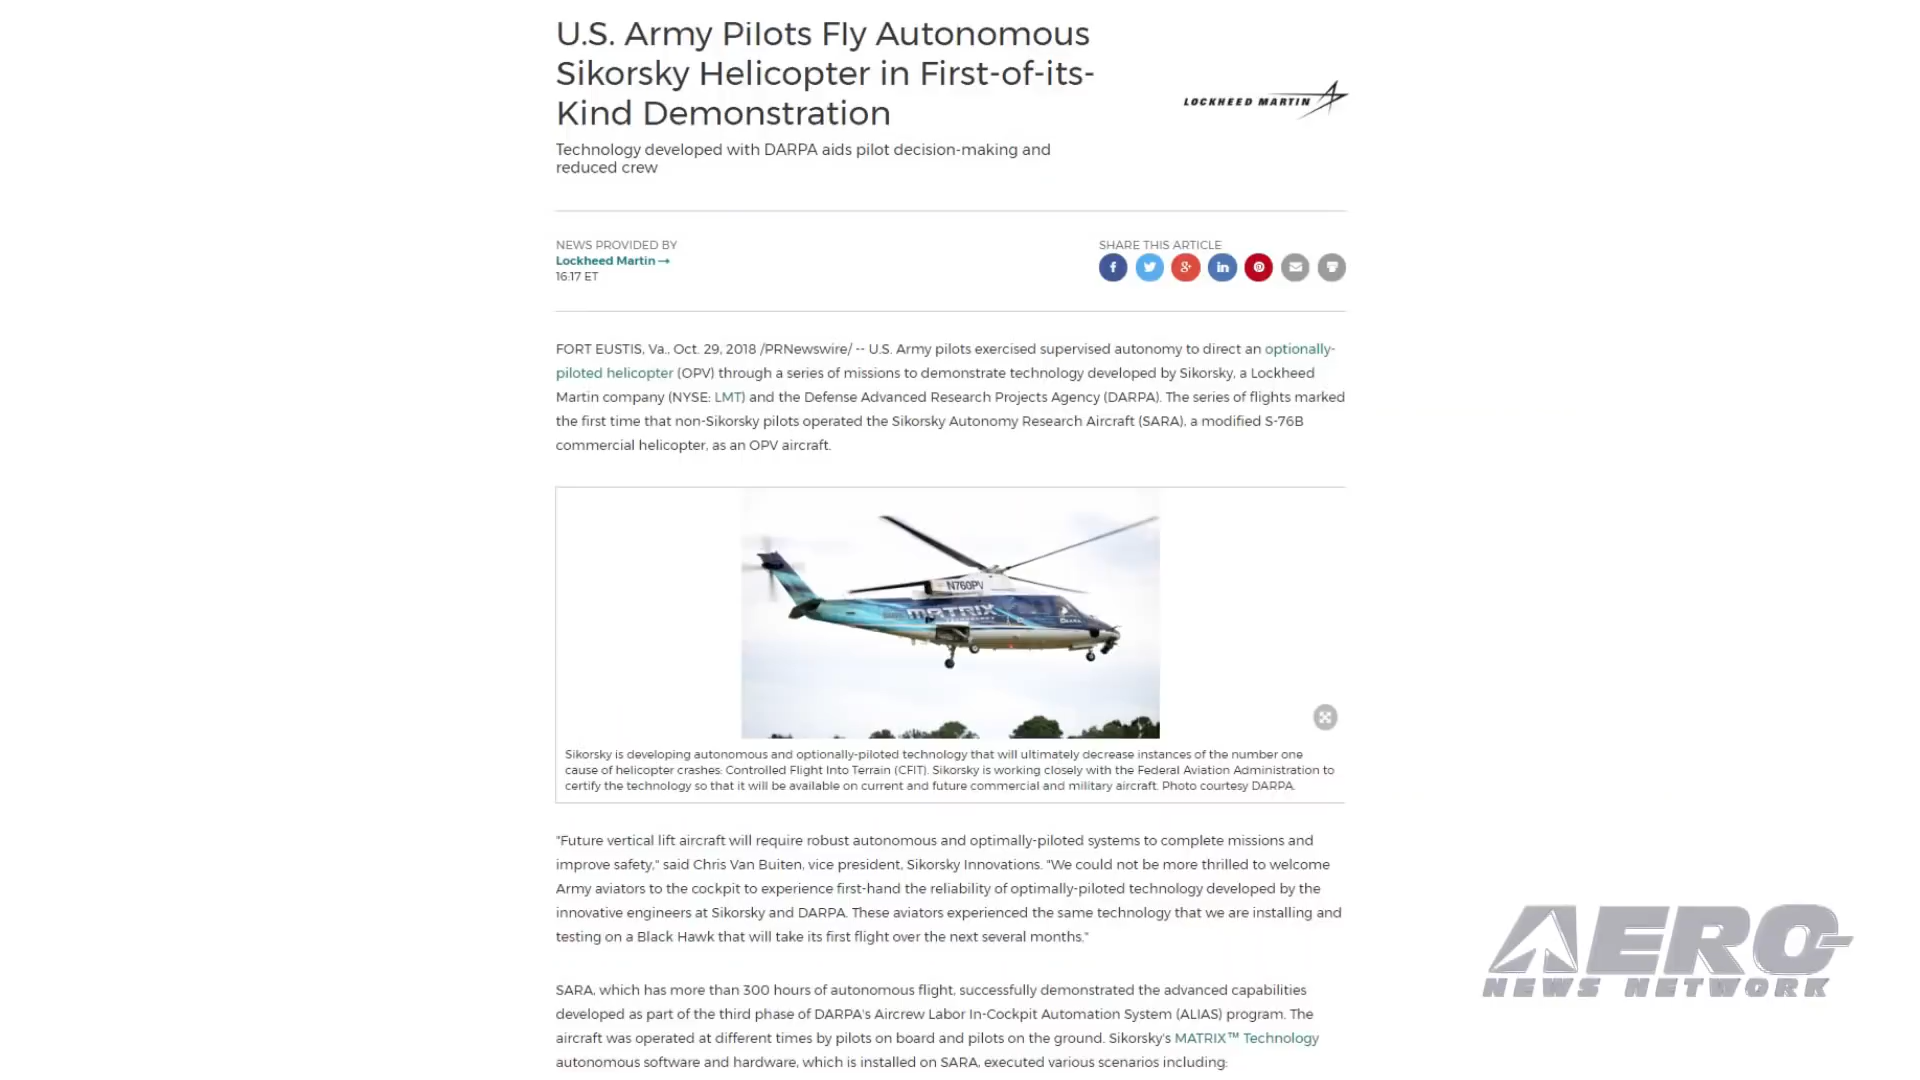 U.S. Army Pilots Fly Autonomous
Sikorsky Helicopter in First-of-its-
Kind Demonstration
LOCKHEED MARTIN
Technology developed with DARPA aids pilot decision-making and
reduced crew
NEWS PROVIDED BY
Lockheed Martin →
16:17 ET
SHARE THIS ARTICLE
FORT EUSTIS, Va., Oct. 29, 2018 /PRNewswire/ -- U.S. Army pilots exercised supervised autonomy to direct an optionally-
piloted helicopter (OPV) through a series of missions to demonstrate technology developed by Sikorsky, a Lockheed
Martin company (NYSE: LMT) and the Defense Advanced Research Projects Agency (DARPA). The series of flights marked
the first time that non-Sikorsky pilots operated the Sikorsky Autonomy Research Aircraft (SARA), a modified S-76B
commercial helicopter, as an OPV aircraft.
N760PV
MATRIX
Sikorsky is developing autonomous and optionally-piloted technology that will ultimately decrease instances of the number one
cause of helicopter crashes: Controlled Flight Into Terrain (CFIT). Sikorsky is working closely with the Federal Aviation Administration to
certify the technology so that it will be available on current and future commercial and military aircraft. Photo courtesy DARPA.
"Future vertical lift aircraft will require robust autonomous and optimally-piloted systems to complete missions and
improve safety," said Chris Van Buiten, vice president, Sikorsky Innovations. "We could not be more thrilled to welcome
Army aviators to the cockpit to experience first-hand the reliability of optimally-piloted technology developed by the
innovative engineers at Sikorsky and DARPA. These aviators experienced the same technology that we are installing and
testing on a Black Hawk that will take its first flight over the next several months."
SARA, which has more than 300 hours of autonomous flight, successfully demonstrated the advanced capabilities
developed as part of the third phase of DARPA's Aircrew Labor In-Cockpit Automation System (ALIAS) program. The
aircraft was operated at different times by pilots on board and pilots on the ground. Sikorsky's MATRIX™ Technology
autonomous software and hardware, which is installed on SARA, executed various scenarios including:
AERO-
NEWS NETWORK